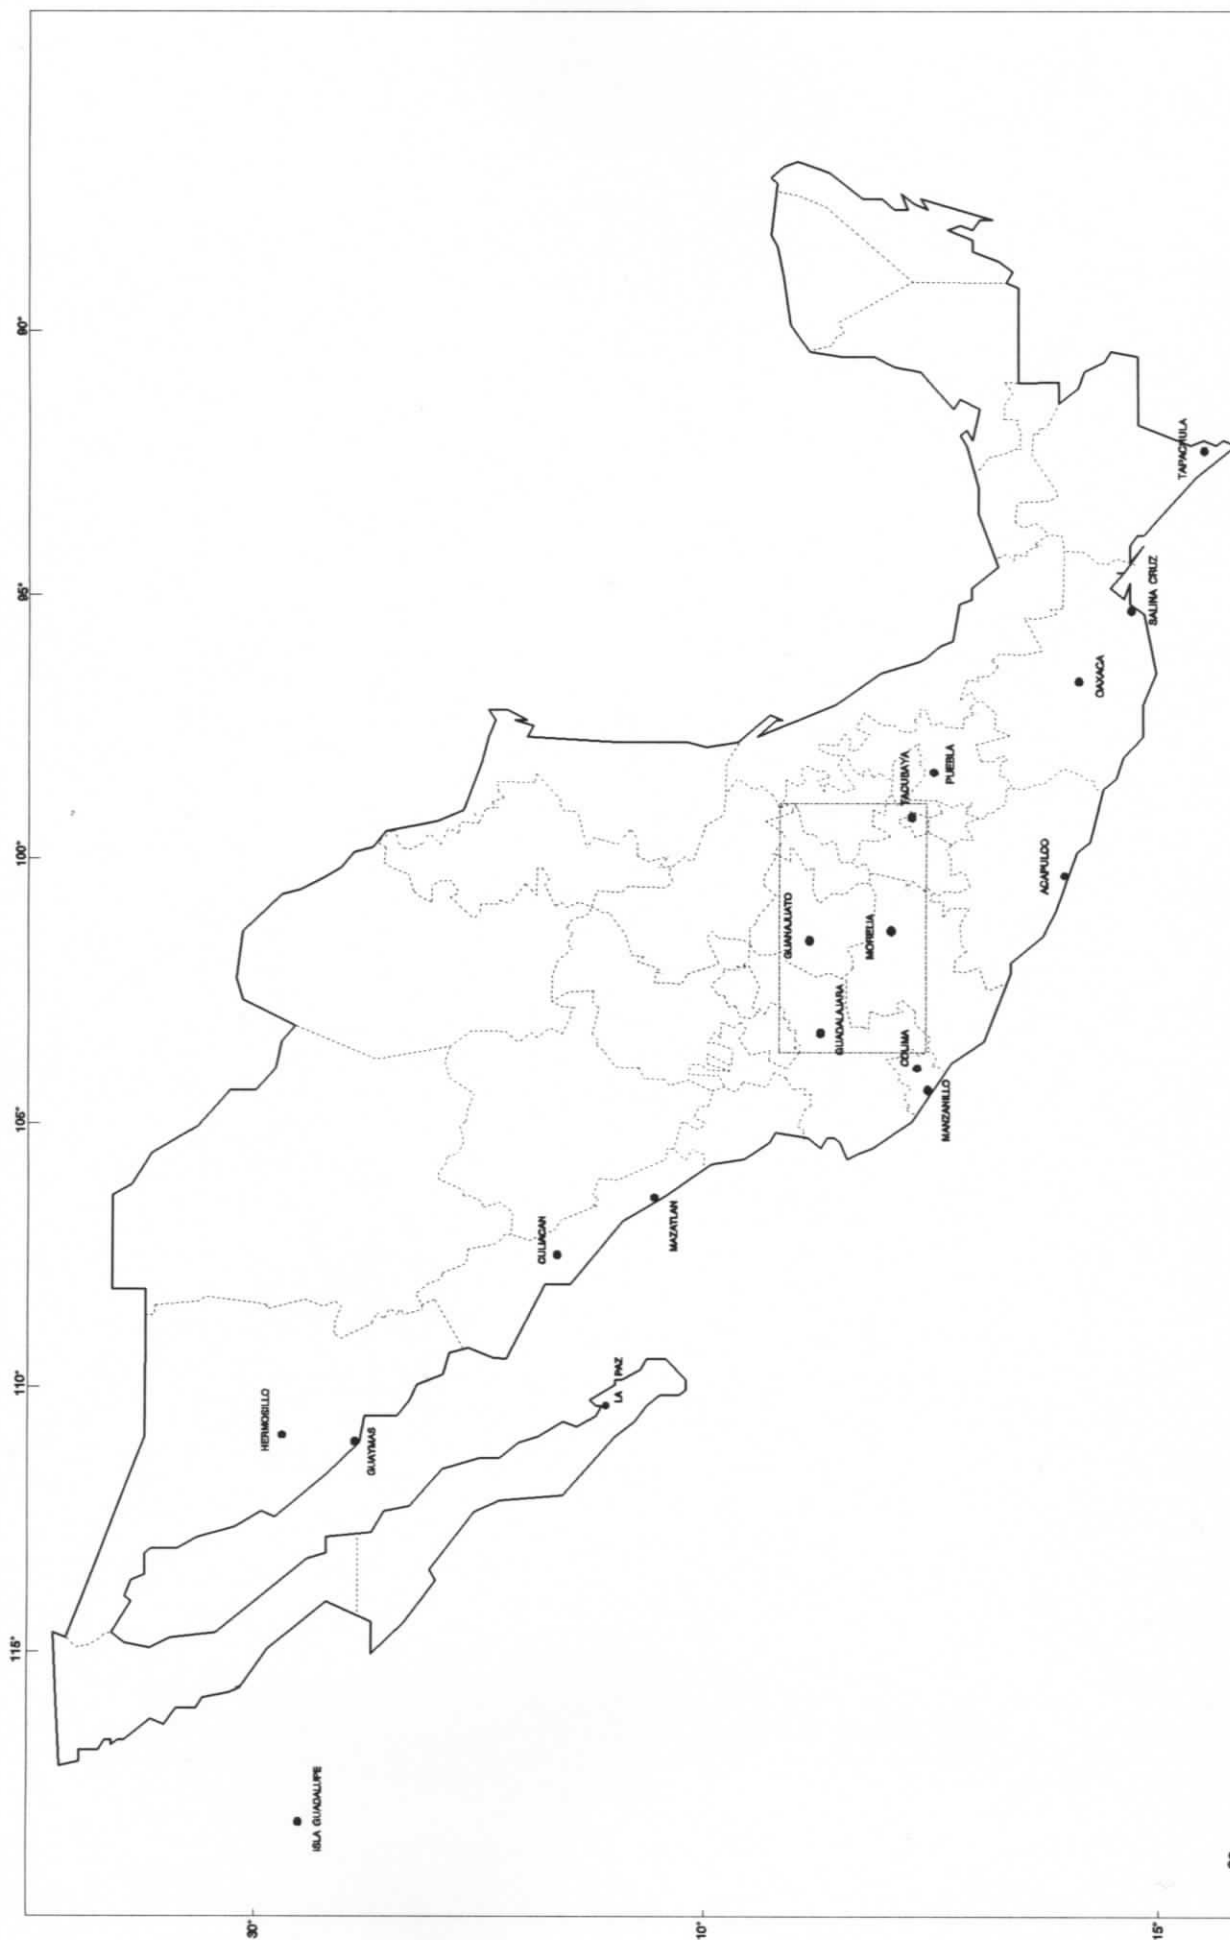 115°
110°
105°
100°
95°
90°
30°
10°
15°
ISLA GUADALUPE
HERMOSILLO
GUAYMAS
LA PAZ
CULIACAN
MAZATLAN
GUANAJUATO
GUADALAJARA
MORELIA
COLIMA
MANZANILLO
TACUBAYA
PUEBLA
ACAPULCO
OAXACA
SALINA CRUZ
TAPACHULA